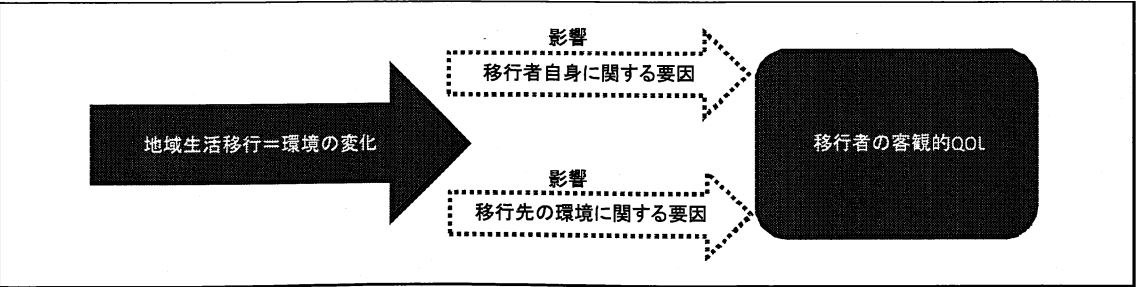 影響
移行者自身に関する要因
地域生活移行＝環境の変化
移行者の客観的QOL
影響
移行先の環境に関する要因